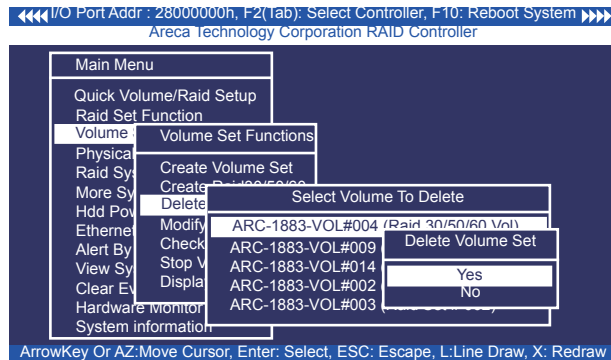 I/O Port Addr : 28000000h, F2(Tab): Select Controller, F10: Reboot System
Areca Technology Corporation RAID Controller
Main Menu
Quick Volume/Raid Setup
Raid Set Function
Volume
Physical
Raid Sys
More Sy
Hdd Pow
Ethernet
Alert By
View Sy
Clear Ev
Hardware Monitor
System information
Volume Set Functions
Create Volume Set
Create Raid30/50/60
Delete
Modify
Check
Stop V
Displa
Select Volume To Delete
ARC-1883-VOL#004 (Raid 30/50/60 Vol)
ARC-1883-VOL#009
ARC-1883-VOL#014
ARC-1883-VOL#002
ARC-1883-VOL#003
Delete Volume Set
Yes
No
ArrowKey Or AZ:Move Cursor, Enter: Select, ESC: Escape, L:Line Draw, X: Redraw